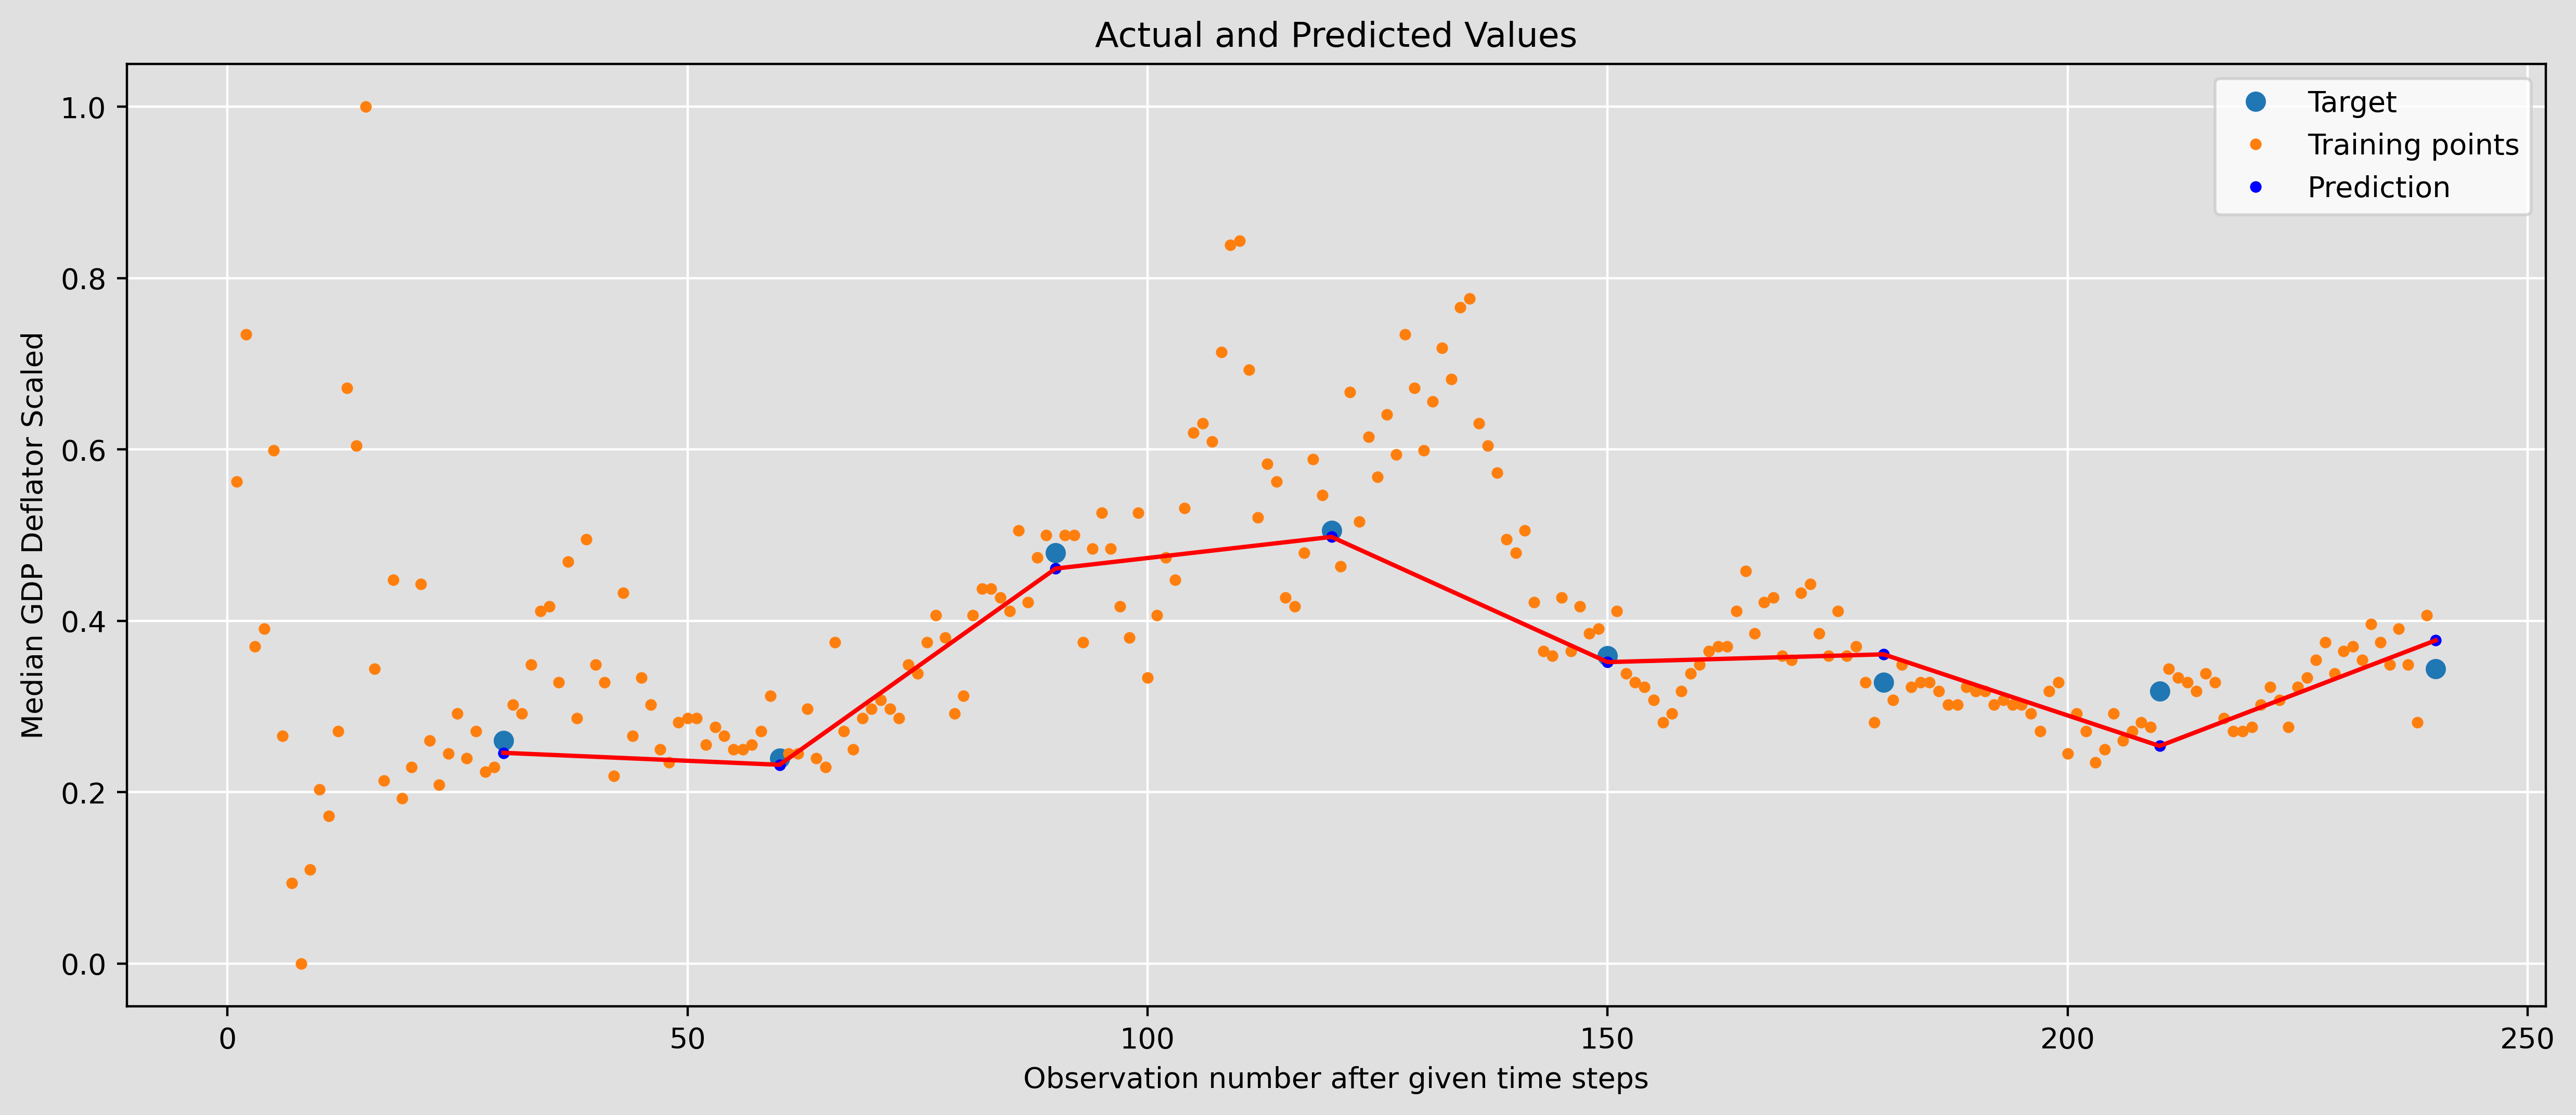 Actual and Predicted Values
Target
Training points
Prediction
1.0
0.8
0.6
0.4
0.2
0.0
Median GDP Deflator Scaled
0 50 100 150 200 250
Observation number after given time steps